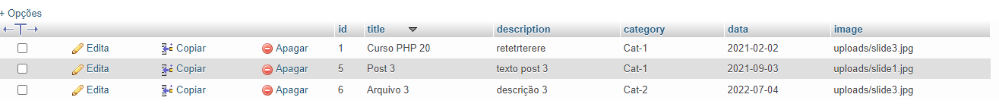 + Opções
←T→ id title description category data image
Edita Copiar Apagar 1 Curso PHP 20 retetrterere Cat-1 2021-02-02 uploads/slide3.jpg
Edita Copiar Apagar 5 Post 3 texto post 3 Cat-1 2021-09-03 uploads/slide1.jpg
Edita Copiar Apagar 6 Arquivo 3 descrição 3 Cat-2 2022-07-04 uploads/slide3.jpg